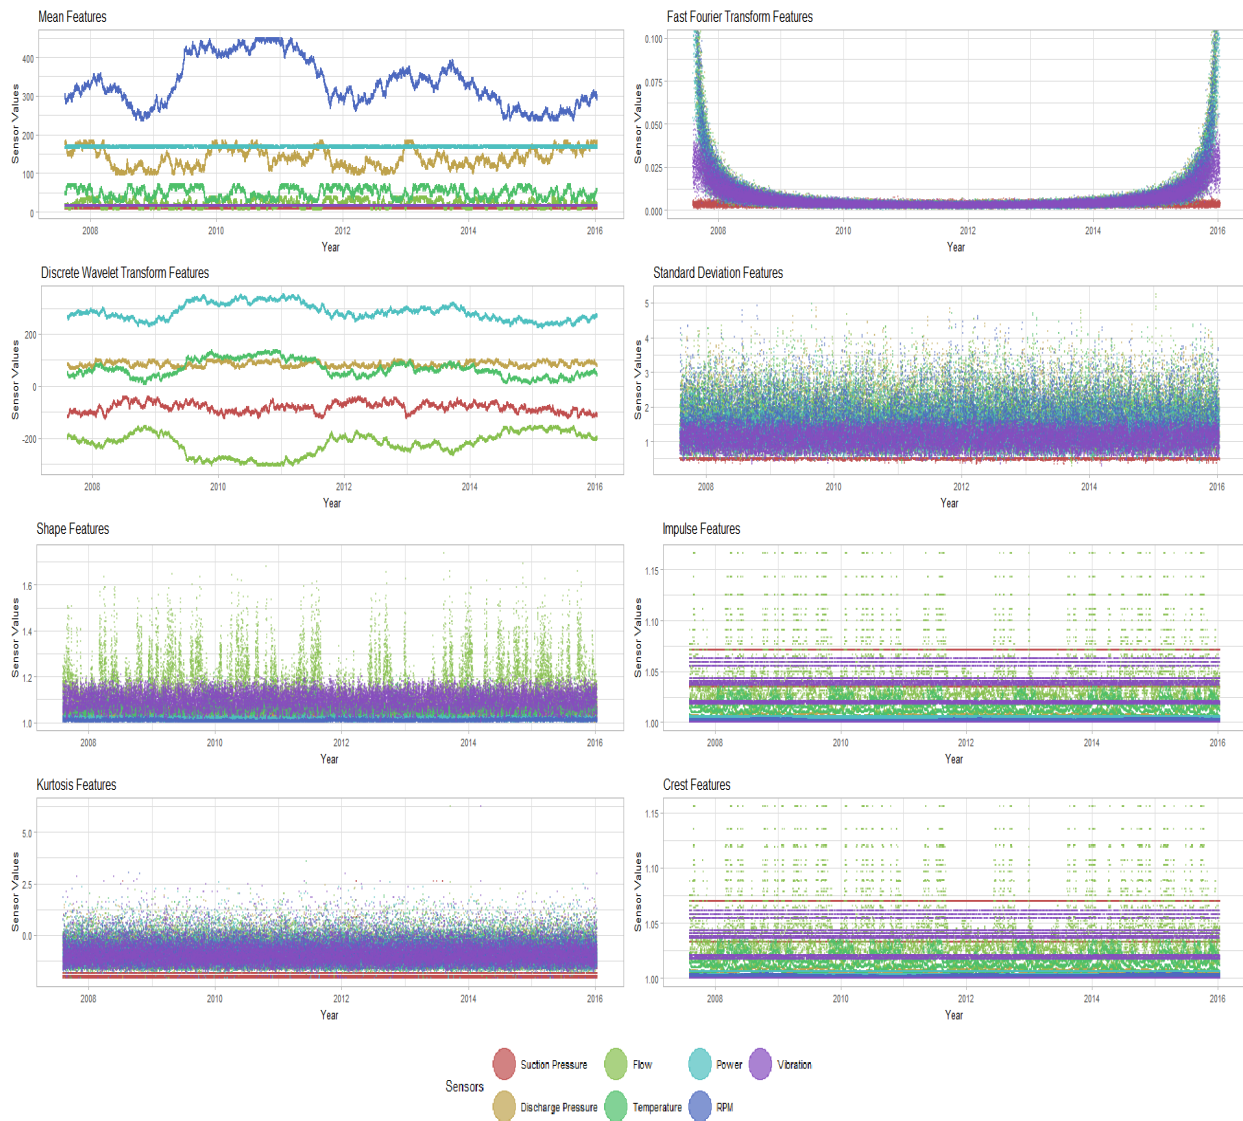 Mean Features
Sensor Values
400
300
200
100
0
2008 2010 2012 2014 2016
Year
Fast Fourier Transform Features
Sensor Values
0.100
0.075
0.050
0.025
0.000
2008 2010 2012 2014 2016
Year
Discrete Wavelet Transform Features
Sensor Values
200
0
-200
2008 2010 2012 2014 2016
Year
Standard Deviation Features
Sensor Values
5
4
3
2
1
2008 2010 2012 2014 2016
Year
Shape Features
Sensor Values
1.6
1.4
1.2
1.0
2008 2010 2012 2014 2016
Year
Impulse Features
Sensor Values
1.15
1.10
1.05
1.00
2008 2010 2012 2014 2016
Year
Kurtosis Features
Sensor Values
5.0
2.5
0.0
2008 2010 2012 2014 2016
Year
Crest Features
Sensor Values
1.15
1.10
1.05
1.00
2008 2010 2012 2014 2016
Year
Sensors
Suction Pressure Flow Power Vibration
Discharge Pressure Temperature RPM